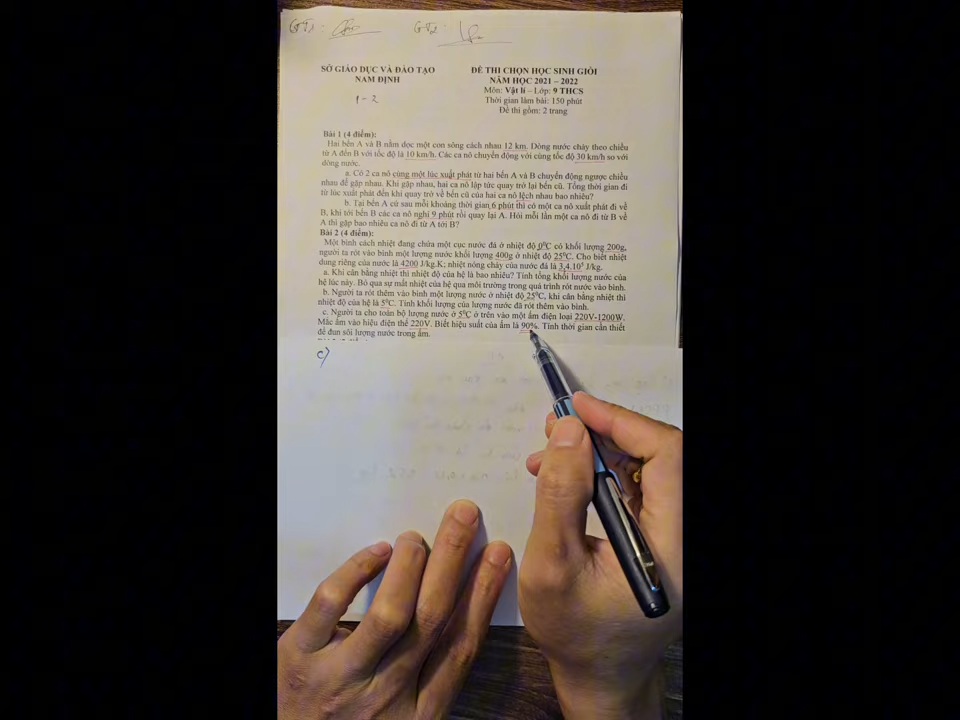 GT1: GT2:
SỞ GIÁO DỤC VÀ ĐÀO TẠO
NAM ĐỊNH
1-2
ĐỀ THI CHỌN HỌC SINH GIỎI
NĂM HỌC 2021 – 2022
Môn: Vật lí – Lớp: 9 THCS
Thời gian làm bài: 150 phút
Đề thi gồm: 2 trang
Bài 1 (4 điểm):
Hai bến A và B nằm dọc một con sông cách nhau 12 km. Dòng nước chảy theo chiều
từ A đến B với tốc độ là 10 km/h. Các ca nô chuyển động với cùng tốc độ 30 km/h so với
dòng nước.
a. Có 2 ca nô cùng một lúc xuất phát từ hai bến A và B chuyển động ngược chiều
nhau để gặp nhau. Khi gặp nhau, hai ca nô lập tức quay trở lại bến cũ. Tổng thời gian đi
từ lúc xuất phát đến khi quay trở về bến cũ của hai ca nô lệch nhau bao nhiêu?
b. Tại bến A cứ sau mỗi khoảng thời gian 6 phút thì có một ca nô xuất phát đi về
B, khi tới bến B các ca nô nghỉ 9 phút rồi quay lại A. Hỏi mỗi lần một ca nô đi từ B về
A thì gặp bao nhiêu ca nô đi từ A tới B?
Bài 2 (4 điểm):
Một bình cách nhiệt đang chứa một cục nước đá ở nhiệt độ 0⁰C có khối lượng 200g,
người ta rót vào bình một lượng nước khối lượng 400g ở nhiệt độ 25⁰C. Cho biết nhiệt
dung riêng của nước là 4200 J/kg.K; nhiệt nóng chảy của nước đá là 3,4.10⁵ J/kg.
a. Khi cân bằng nhiệt thì nhiệt độ của hệ là bao nhiêu? Tính tổng khối lượng nước của
hệ lúc này. Bỏ qua sự mất nhiệt của hệ qua môi trường trong quá trình rót nước vào bình.
b. Người ta rót thêm vào bình một lượng nước ở nhiệt độ 25⁰C, khi cân bằng nhiệt thì
nhiệt độ của hệ là 5⁰C. Tính khối lượng của lượng nước đã rót thêm vào bình.
c. Người ta cho toàn bộ lượng nước ở 5⁰C ở trên vào một ấm điện loại 220V-1200W.
Mắc ấm vào hiệu điện thế 220V. Biết hiệu suất của ấm là 90%. Tính thời gian cần thiết
để đun sôi lượng nước trong ấm.
c)